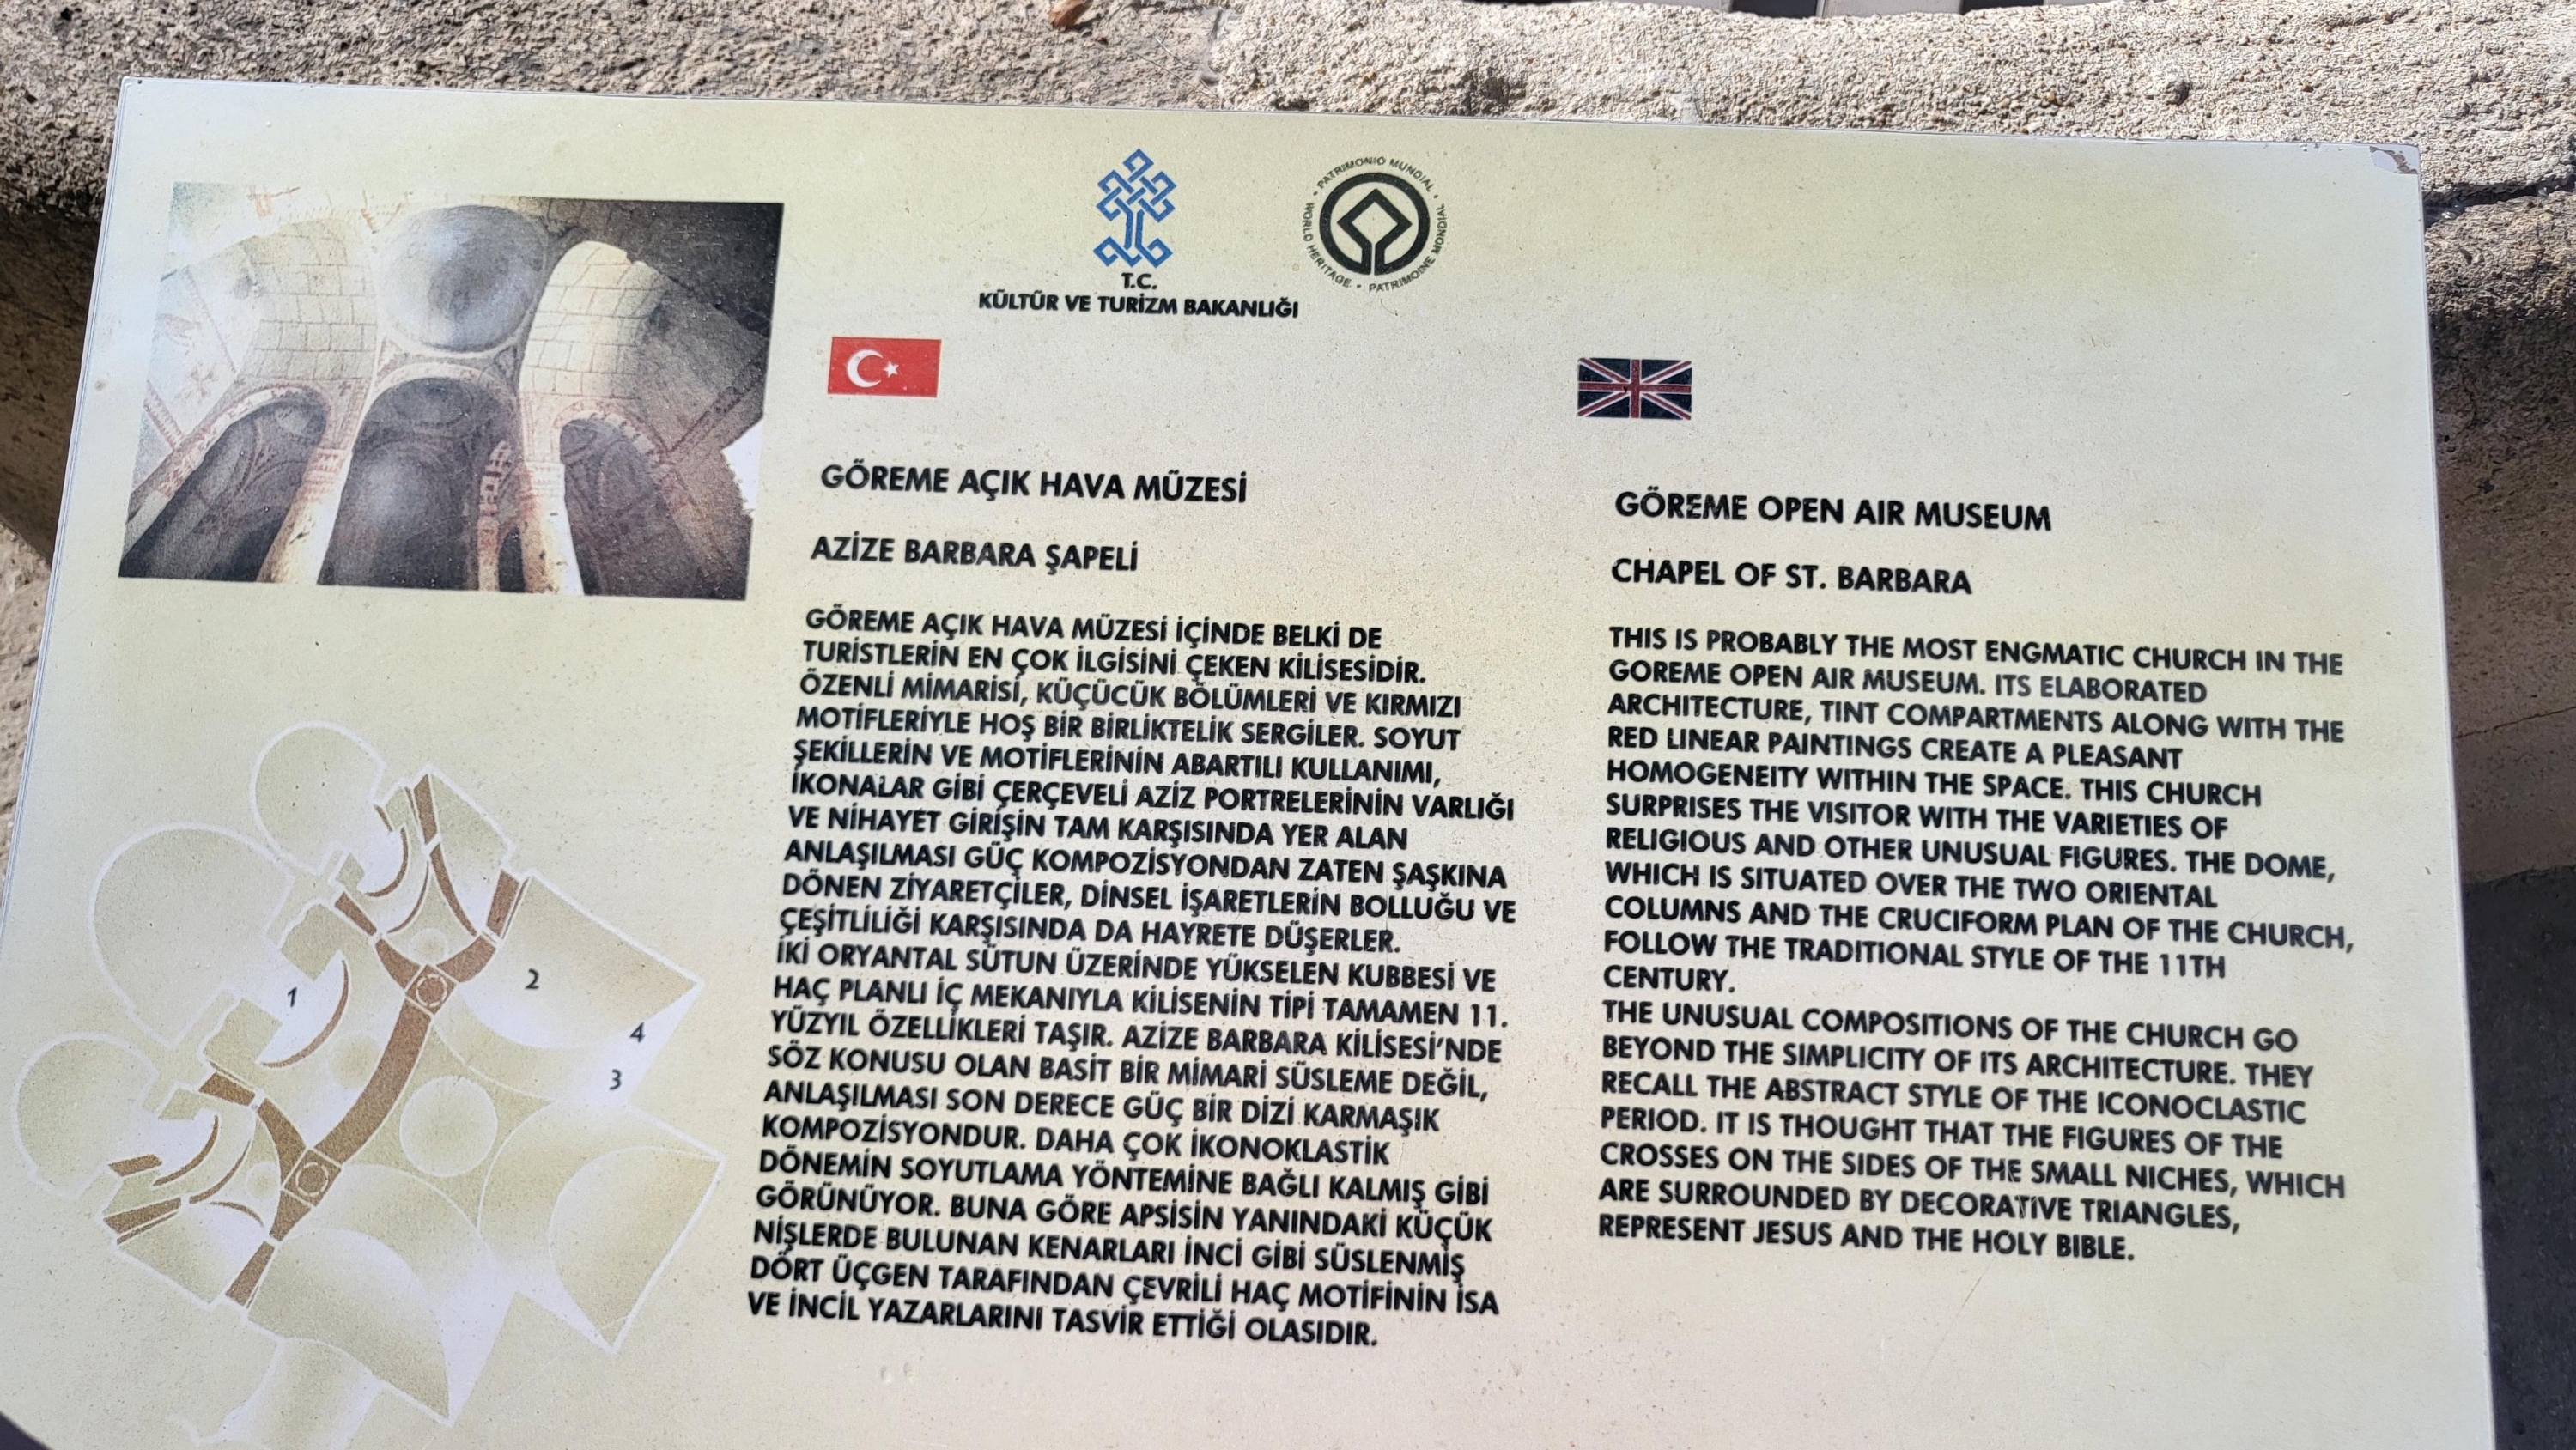 T.C.
KÜLTÜR VE TURİZM BAKANLIĞI
• PATRIMONIO MUNDIAL • WORLD HERITAGE • PATRIMOINE MONDIAL
GÖREME AÇIK HAVA MÜZESİ
AZİZE BARBARA ŞAPELİ
GÖREME AÇIK HAVA MÜZESİ İÇİNDE BELKİ DE
TURİSTLERİN EN ÇOK İLGİSİNİ ÇEKEN KİLİSESİDİR.
ÖZENLİ MİMARİSİ, KÜÇÜCÜK BÖLÜMLERİ VE KIRMIZI
MOTİFLERİYLE HOŞ BİR BİRLİKTELİK SERGİLER. SOYUT
ŞEKİLLERİN VE MOTİFLERİNİN ABARTILI KULLANIMI,
İKONALAR GİBİ ÇERÇEVELİ AZİZ PORTRELERİNİN VARLIĞI
VE NİHAYET GİRİŞİN TAM KARŞISINDA YER ALAN
ANLAŞILMASI GÜÇ KOMPOZİSYONDAN ZATEN ŞAŞKINA
DÖNEN ZİYARETÇİLER, DİNSEL İŞARETLERİN BOLLUĞU VE
ÇEŞİTLİLİĞİ KARŞISINDA DA HAYRETE DÜŞERLER.
İKİ ORYANTAL SÜTUN ÜZERİNDE YÜKSELEN KUBBESİ VE
HAÇ PLANLI İÇ MEKANIYLA KİLİSENİN TİPİ TAMAMEN 11.
YÜZYIL ÖZELLİKLERİ TAŞIR. AZİZE BARBARA KİLİSESİ'NDE
SÖZ KONUSU OLAN BASİT BİR MİMARİ SÜSLEME DEĞİL,
ANLAŞILMASI SON DERECE GÜÇ BİR DİZİ KARMAŞIK
KOMPOZİSYONDUR. DAHA ÇOK İKONOKLASTİK
DÖNEMİN SOYUTLAMA YÖNTEMİNE BAĞLI KALMIŞ GİBİ
GÖRÜNÜYOR. BUNA GÖRE APSİSİN YANINDAKİ KÜÇÜK
NİŞLERDE BULUNAN KENARLARI İNCİ GİBİ SÜSLENMİŞ
DÖRT ÜÇGEN TARAFINDAN ÇEVRİLİ HAÇ MOTİFİNİN İSA
VE İNCİL YAZARLARINI TASVİR ETTİĞİ OLASIDIR.
GÖREME OPEN AIR MUSEUM
CHAPEL OF ST. BARBARA
THIS IS PROBABLY THE MOST ENGMATIC CHURCH IN THE
GOREME OPEN AIR MUSEUM. ITS ELABORATED
ARCHITECTURE, TINT COMPARTMENTS ALONG WITH THE
RED LINEAR PAINTINGS CREATE A PLEASANT
HOMOGENEITY WITHIN THE SPACE. THIS CHURCH
SURPRISES THE VISITOR WITH THE VARIETIES OF
RELIGIOUS AND OTHER UNUSUAL FIGURES. THE DOME,
WHICH IS SITUATED OVER THE TWO ORIENTAL
COLUMNS AND THE CRUCIFORM PLAN OF THE CHURCH,
FOLLOW THE TRADITIONAL STYLE OF THE 11TH
CENTURY.
THE UNUSUAL COMPOSITIONS OF THE CHURCH GO
BEYOND THE SIMPLICITY OF ITS ARCHITECTURE. THEY
RECALL THE ABSTRACT STYLE OF THE ICONOCLASTIC
PERIOD. IT IS THOUGHT THAT THE FIGURES OF THE
CROSSES ON THE SIDES OF THE SMALL NICHES, WHICH
ARE SURROUNDED BY DECORATIVE TRIANGLES,
REPRESENT JESUS AND THE HOLY BIBLE.
1
2
4
3